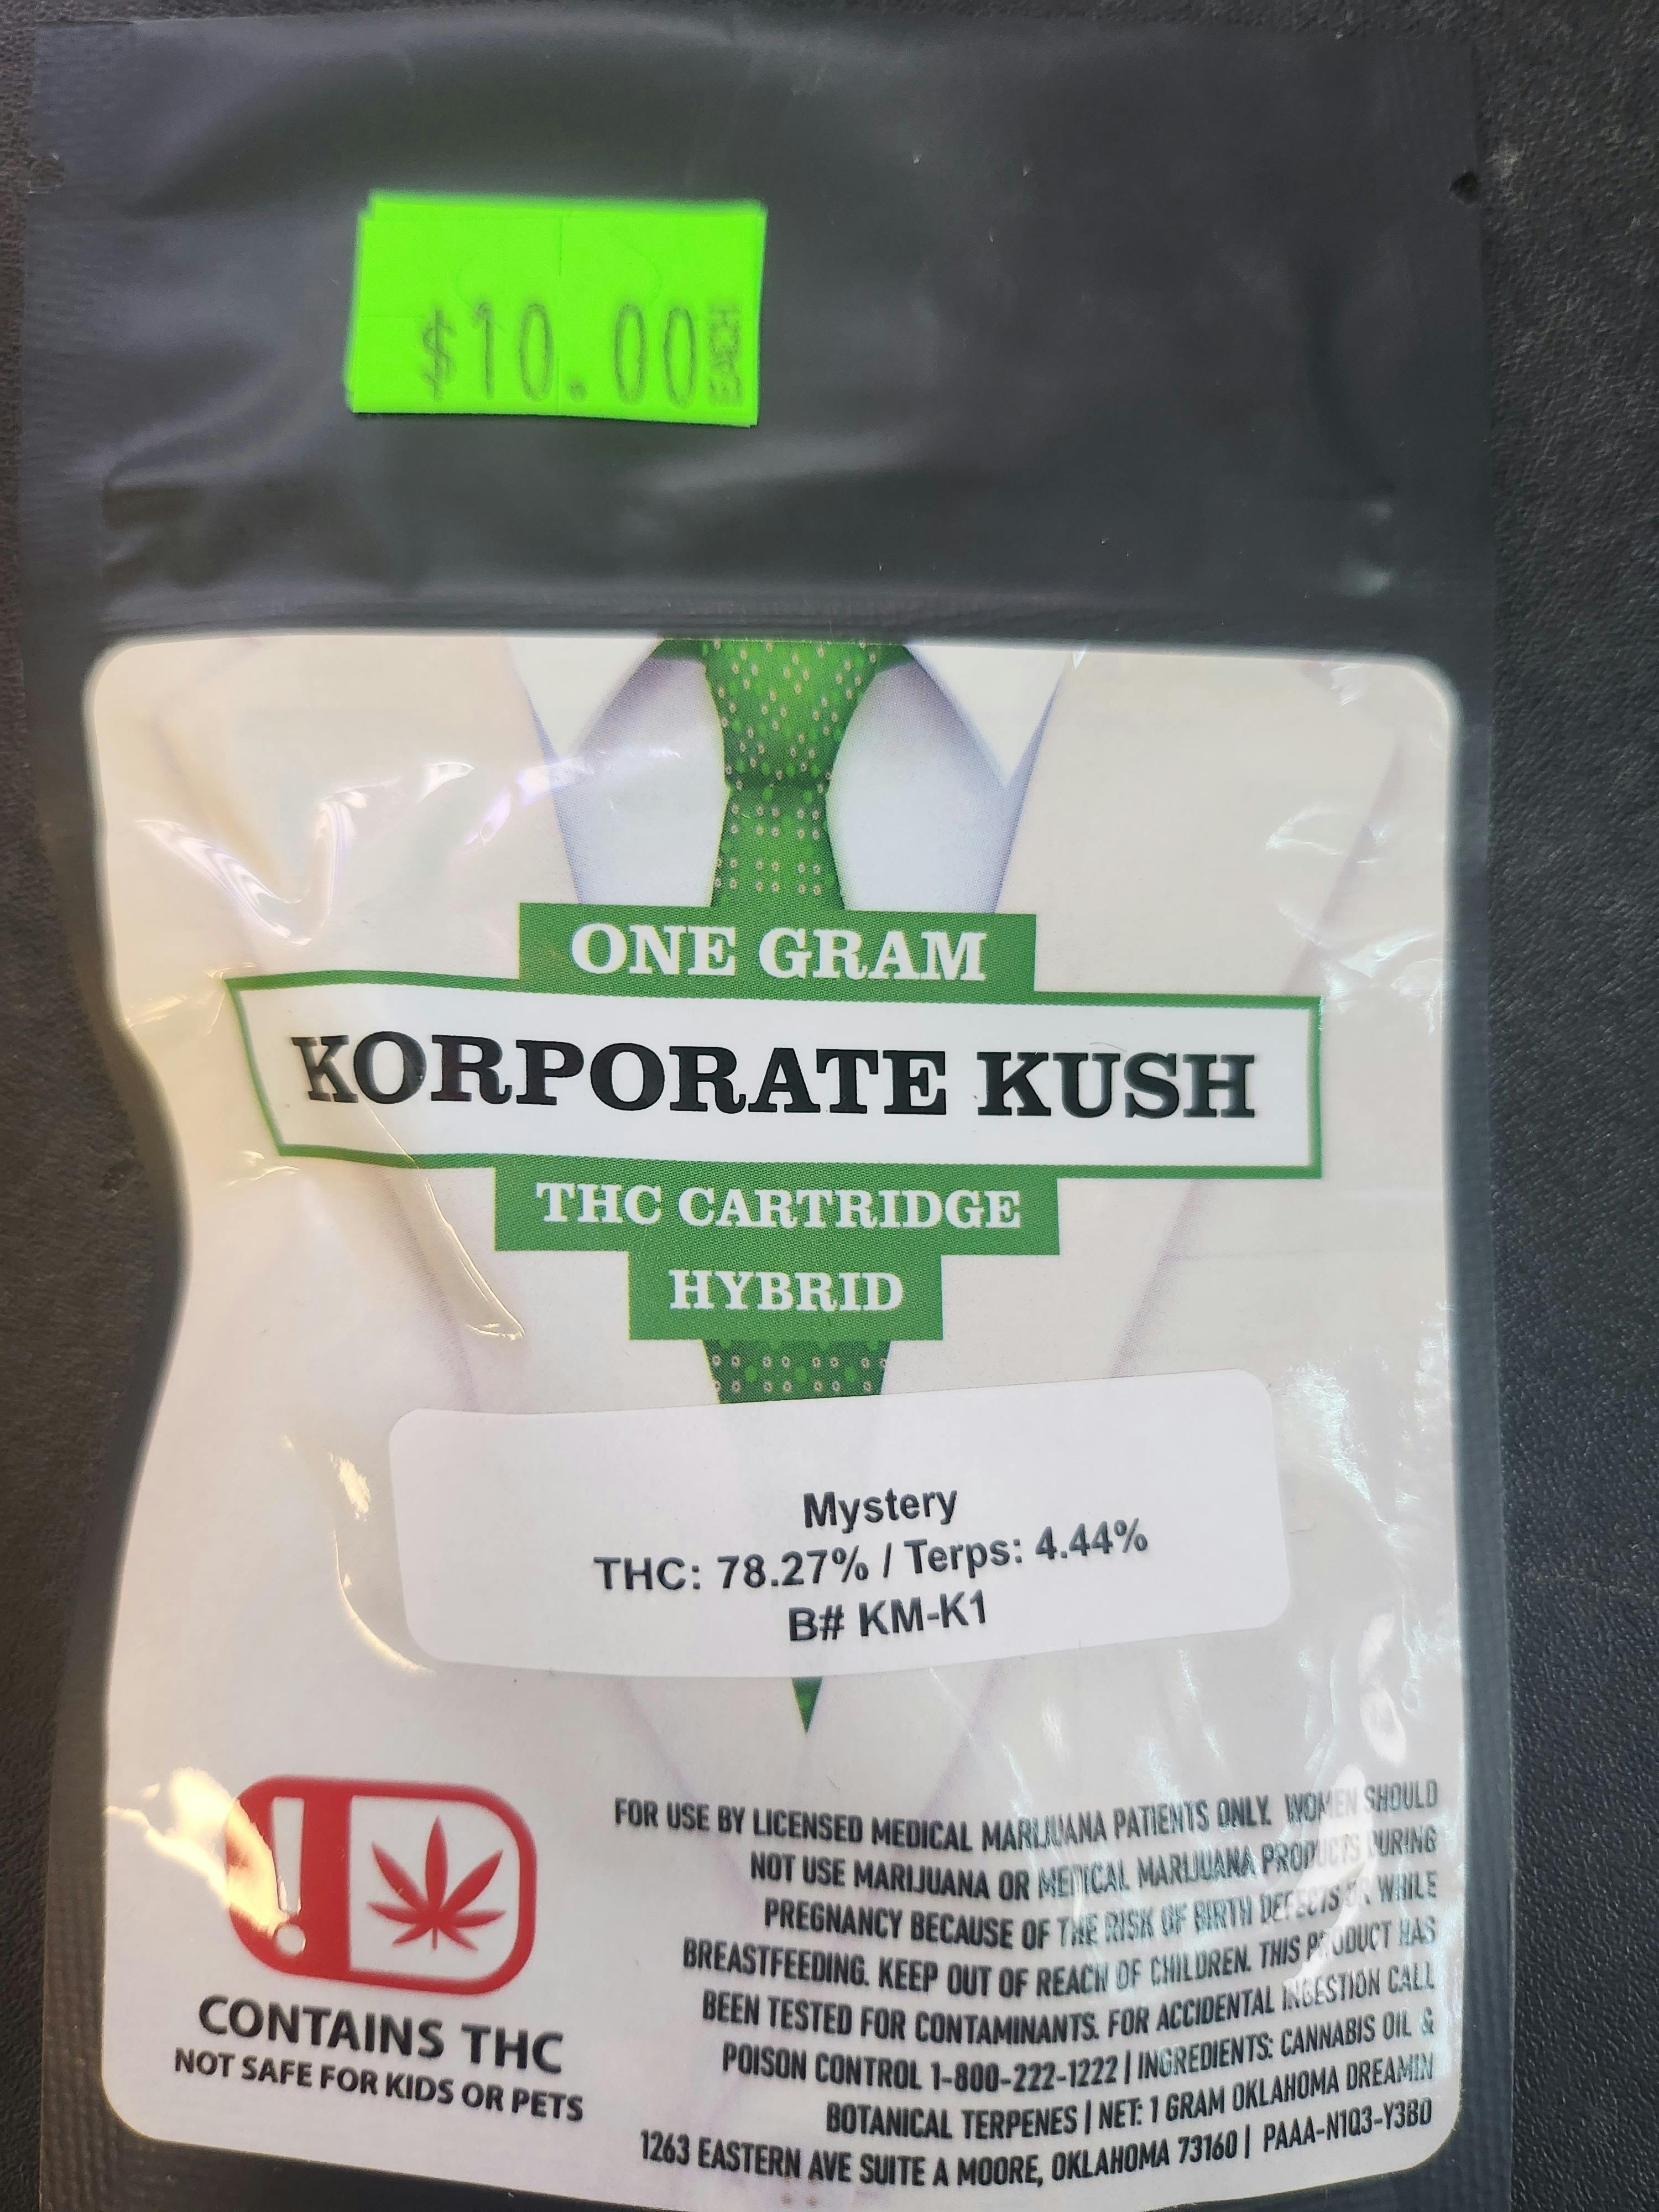 $10.00 EACH
ONE GRAM
KORPORATE KUSH
THC CARTRIDGE
HYBRID
Mystery
THC: 78.27% / Terps: 4.44%
B# KM-K1
CONTAINS THC
NOT SAFE FOR KIDS OR PETS
FOR USE BY LICENSED MEDICAL MARIJUANA PATIENTS ONLY. WOMEN SHOULD
NOT USE MARIJUANA OR MEDICAL MARIJUANA PRODUCTS DURING
PREGNANCY BECAUSE OF THE RISK OF BIRTH DEFECTS OR WHILE
BREASTFEEDING. KEEP OUT OF REACH OF CHILDREN. THIS PRODUCT HAS
BEEN TESTED FOR CONTAMINANTS. FOR ACCIDENTAL INGESTION CALL
POISON CONTROL 1-800-222-1222 | INGREDIENTS: CANNABIS OIL &
BOTANICAL TERPENES | NET: 1 GRAM OKLAHOMA DREAMIN
1263 EASTERN AVE SUITE A MOORE, OKLAHOMA 73160 | PAAA-N1Q3-Y3BD